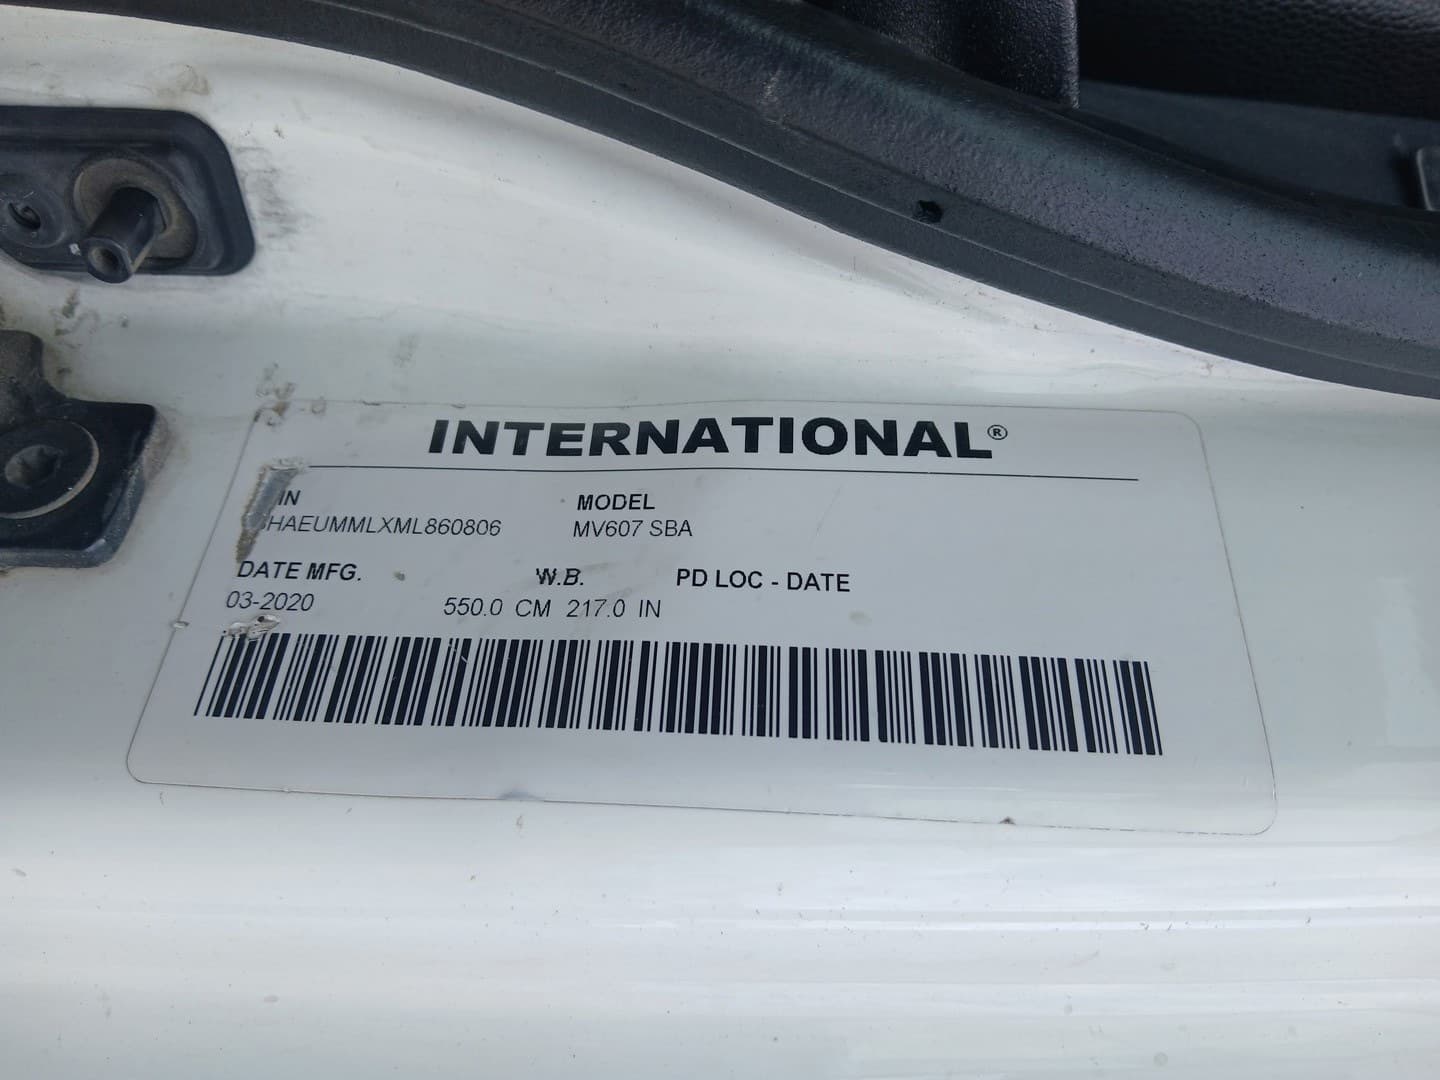 INTERNATIONAL®
IN MODEL
HAEUMMLXML860806 MV607 SBA
DATE MFG. W.B. PD LOC - DATE
03-2020 550.0 CM 217.0 IN